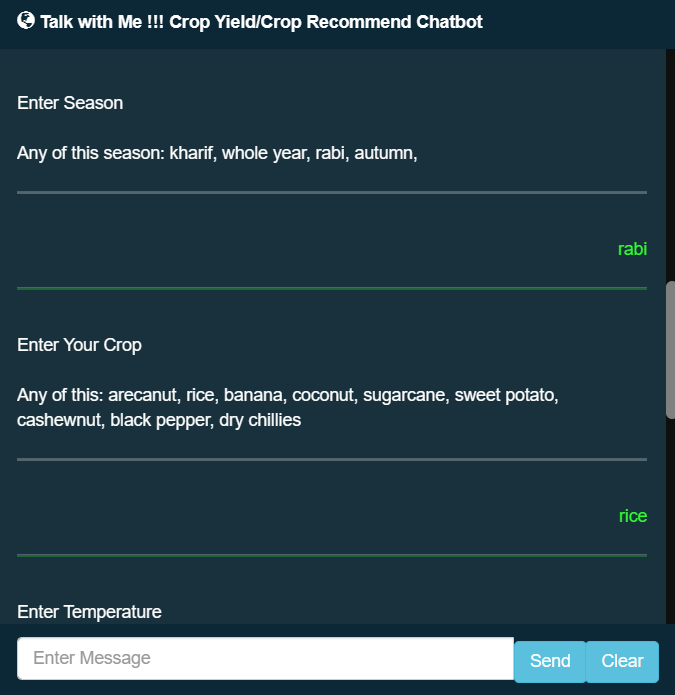 Talk with Me !!! Crop Yield/Crop Recommend Chatbot
Enter Season
Any of this season: kharif, whole year, rabi, autumn,
rabi
Enter Your Crop
Any of this: arecanut, rice, banana, coconut, sugarcane, sweet potato,
cashewnut, black pepper, dry chillies
rice
Enter Temperature
Enter Message
Send
Clear